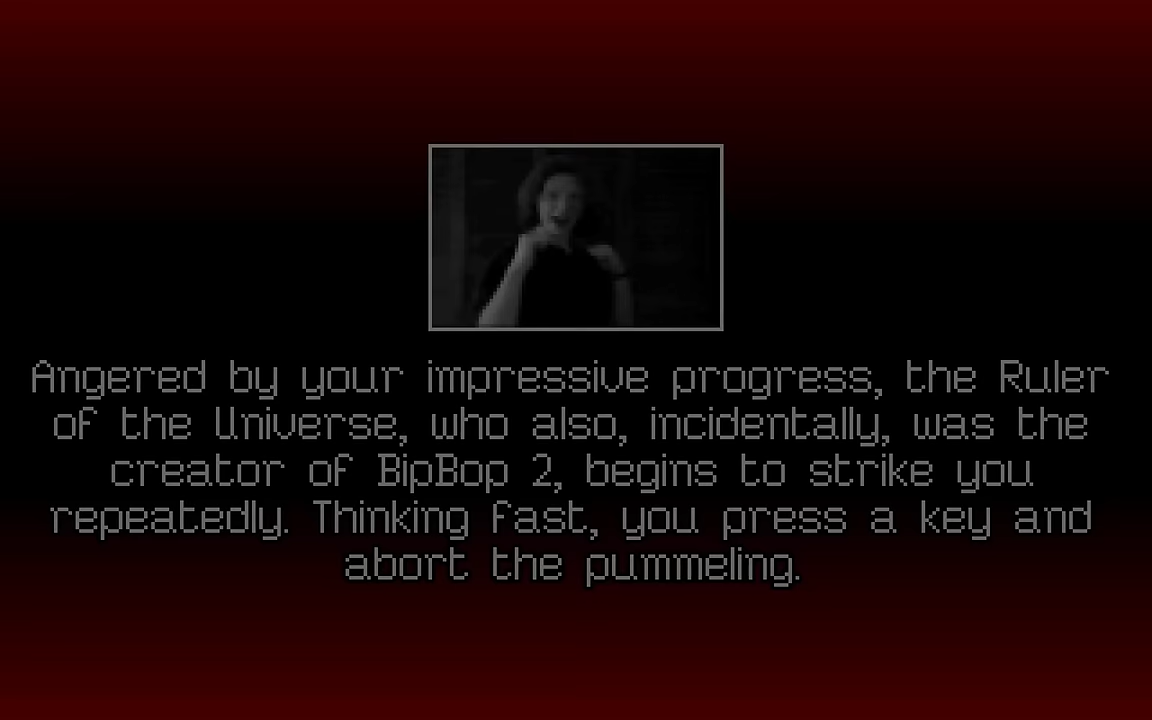 Angered by your impressive progress, the Ruler
of the Universe, who also, incidentally, was the
creator of BipBop 2, begins to strike you
repeatedly. Thinking fast, you press a key and
abort the pummeling.